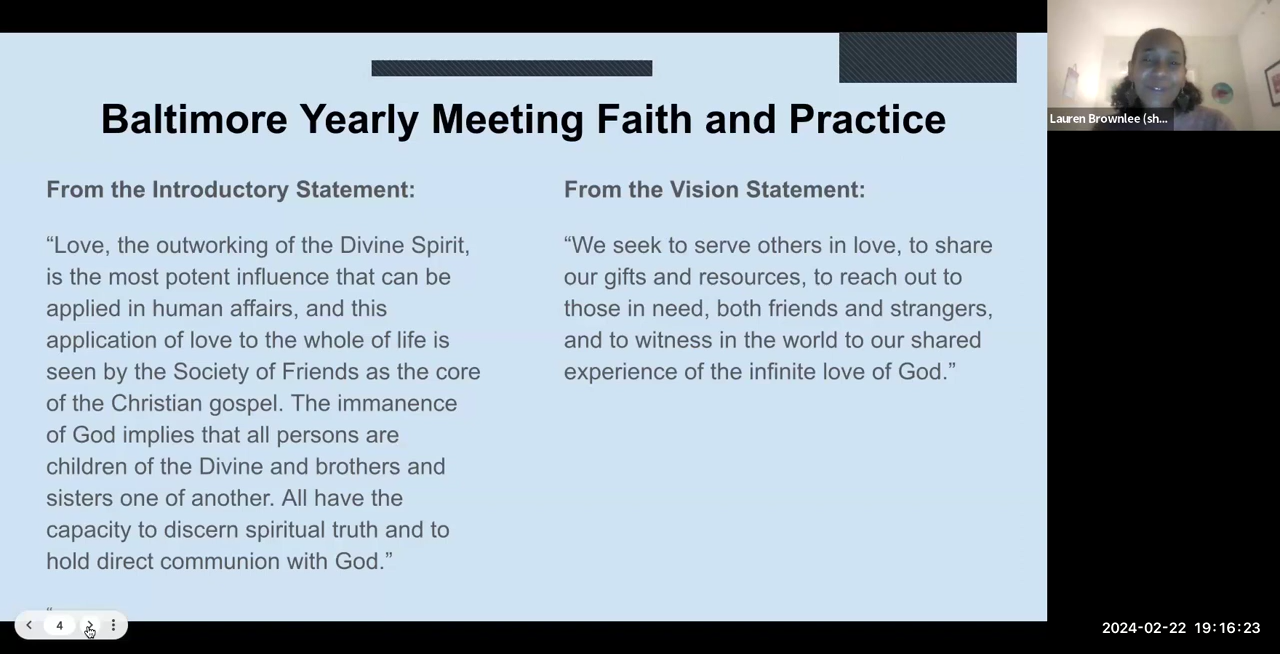 Baltimore Yearly Meeting Faith and Practice
From the Introductory Statement:
“Love, the outworking of the Divine Spirit,
is the most potent influence that can be
applied in human affairs, and this
application of love to the whole of life is
seen by the Society of Friends as the core
of the Christian gospel. The immanence
of God implies that all persons are
children of the Divine and brothers and
sisters one of another. All have the
capacity to discern spiritual truth and to
hold direct communion with God.”
“
From the Vision Statement:
“We seek to serve others in love, to share
our gifts and resources, to reach out to
those in need, both friends and strangers,
and to witness in the world to our shared
experience of the infinite love of God.”
Lauren Brownlee (sh...
4
2024-02-22 19:16:23